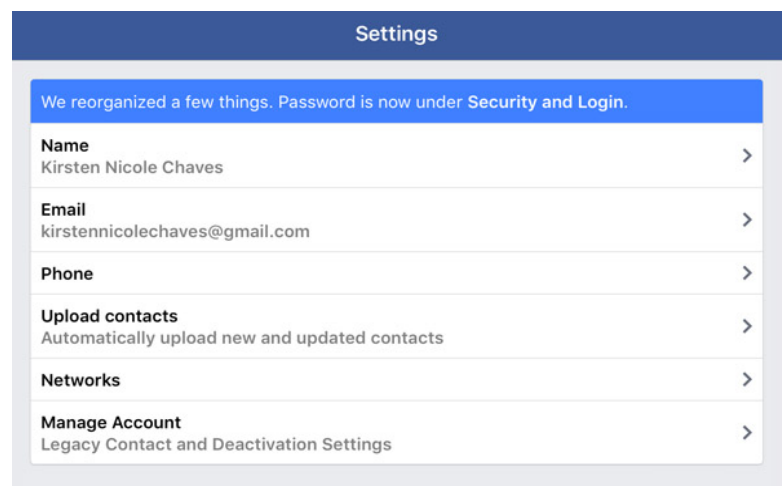 Settings
We reorganized a few things. Password is now under Security and Login.
Name
Kirsten Nicole Chaves
Email
kirstennicolechaves@gmail.com
Phone
Upload contacts
Automatically upload new and updated contacts
Networks
Manage Account
Legacy Contact and Deactivation Settings